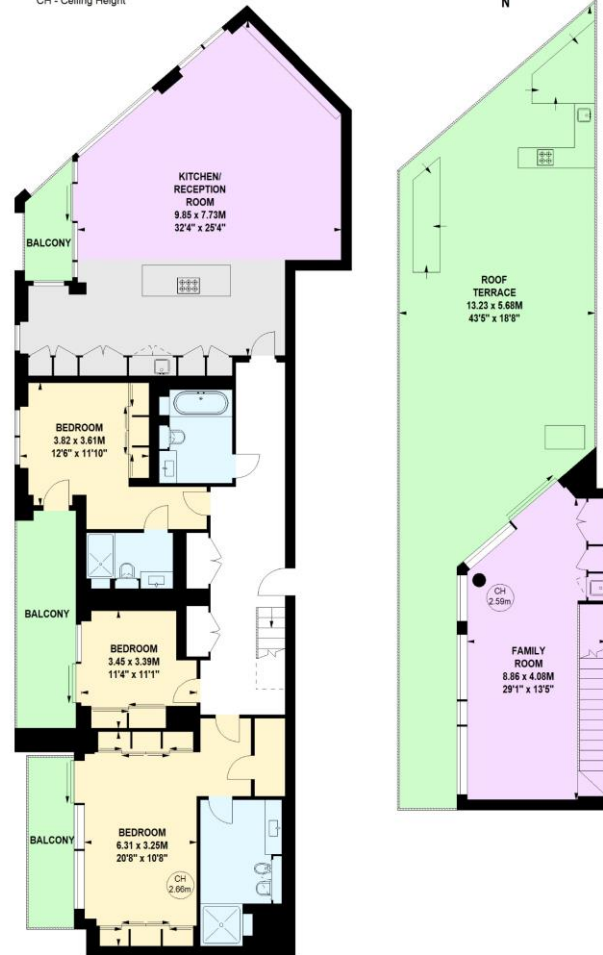 CH - Ceiling Height
N
KITCHEN/
RECEPTION
ROOM
9.85 x 7.73M
32'4" x 25'4"
BALCONY
ROOF
TERRACE
13.23 x 5.68M
43'5" x 18'8"
BEDROOM
3.82 x 3.61M
12'6" x 11'10"
BALCONY
CH
2.59m
BEDROOM
3.45 x 3.39M
11'4" x 11'1"
FAMILY
ROOM
8.86 x 4.08M
29'1" x 13'5"
BALCONY
BEDROOM
6.31 x 3.25M
20'8" x 10'8"
CH
2.66m